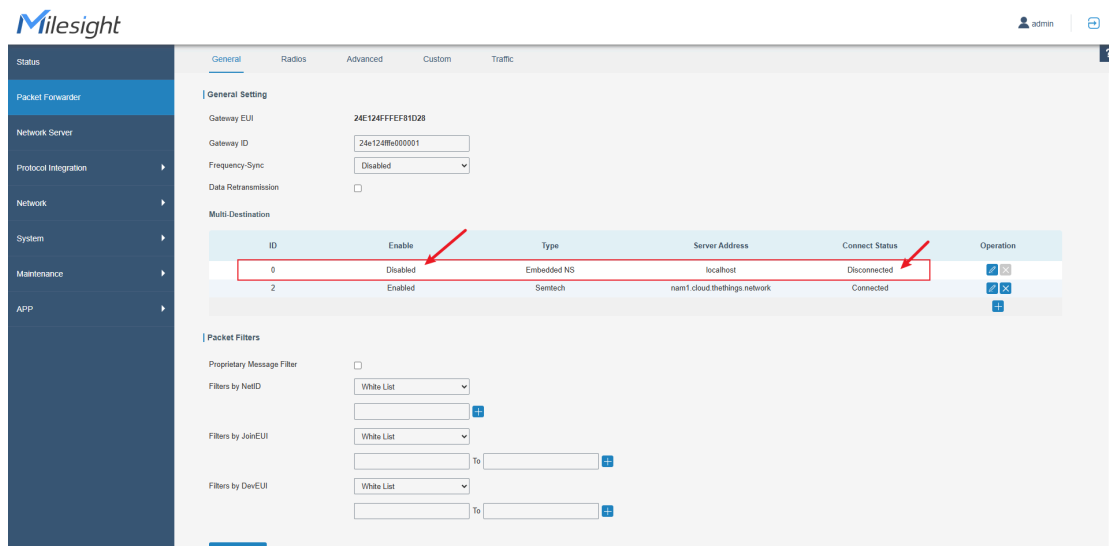 Milesight
admin
Status
Packet Forwarder
Network Server
Protocol Integration
Network
System
Maintenance
APP
General Radios Advanced Custom Traffic
?
General Setting
Gateway EUI 24E124FFFEF81D28
Gateway ID 24e124fffe000001
Frequency-Sync Disabled
Data Retransmission
Multi-Destination
ID Enable Type Server Address Connect Status Operation
0 Disabled Embedded NS localhost Disconnected
2 Enabled Semtech nam1.cloud.thethings.network Connected
Packet Filters
Proprietary Message Filter
Filters by NetID White List
Filters by JoinEUI White List
To
Filters by DevEUI White List
To